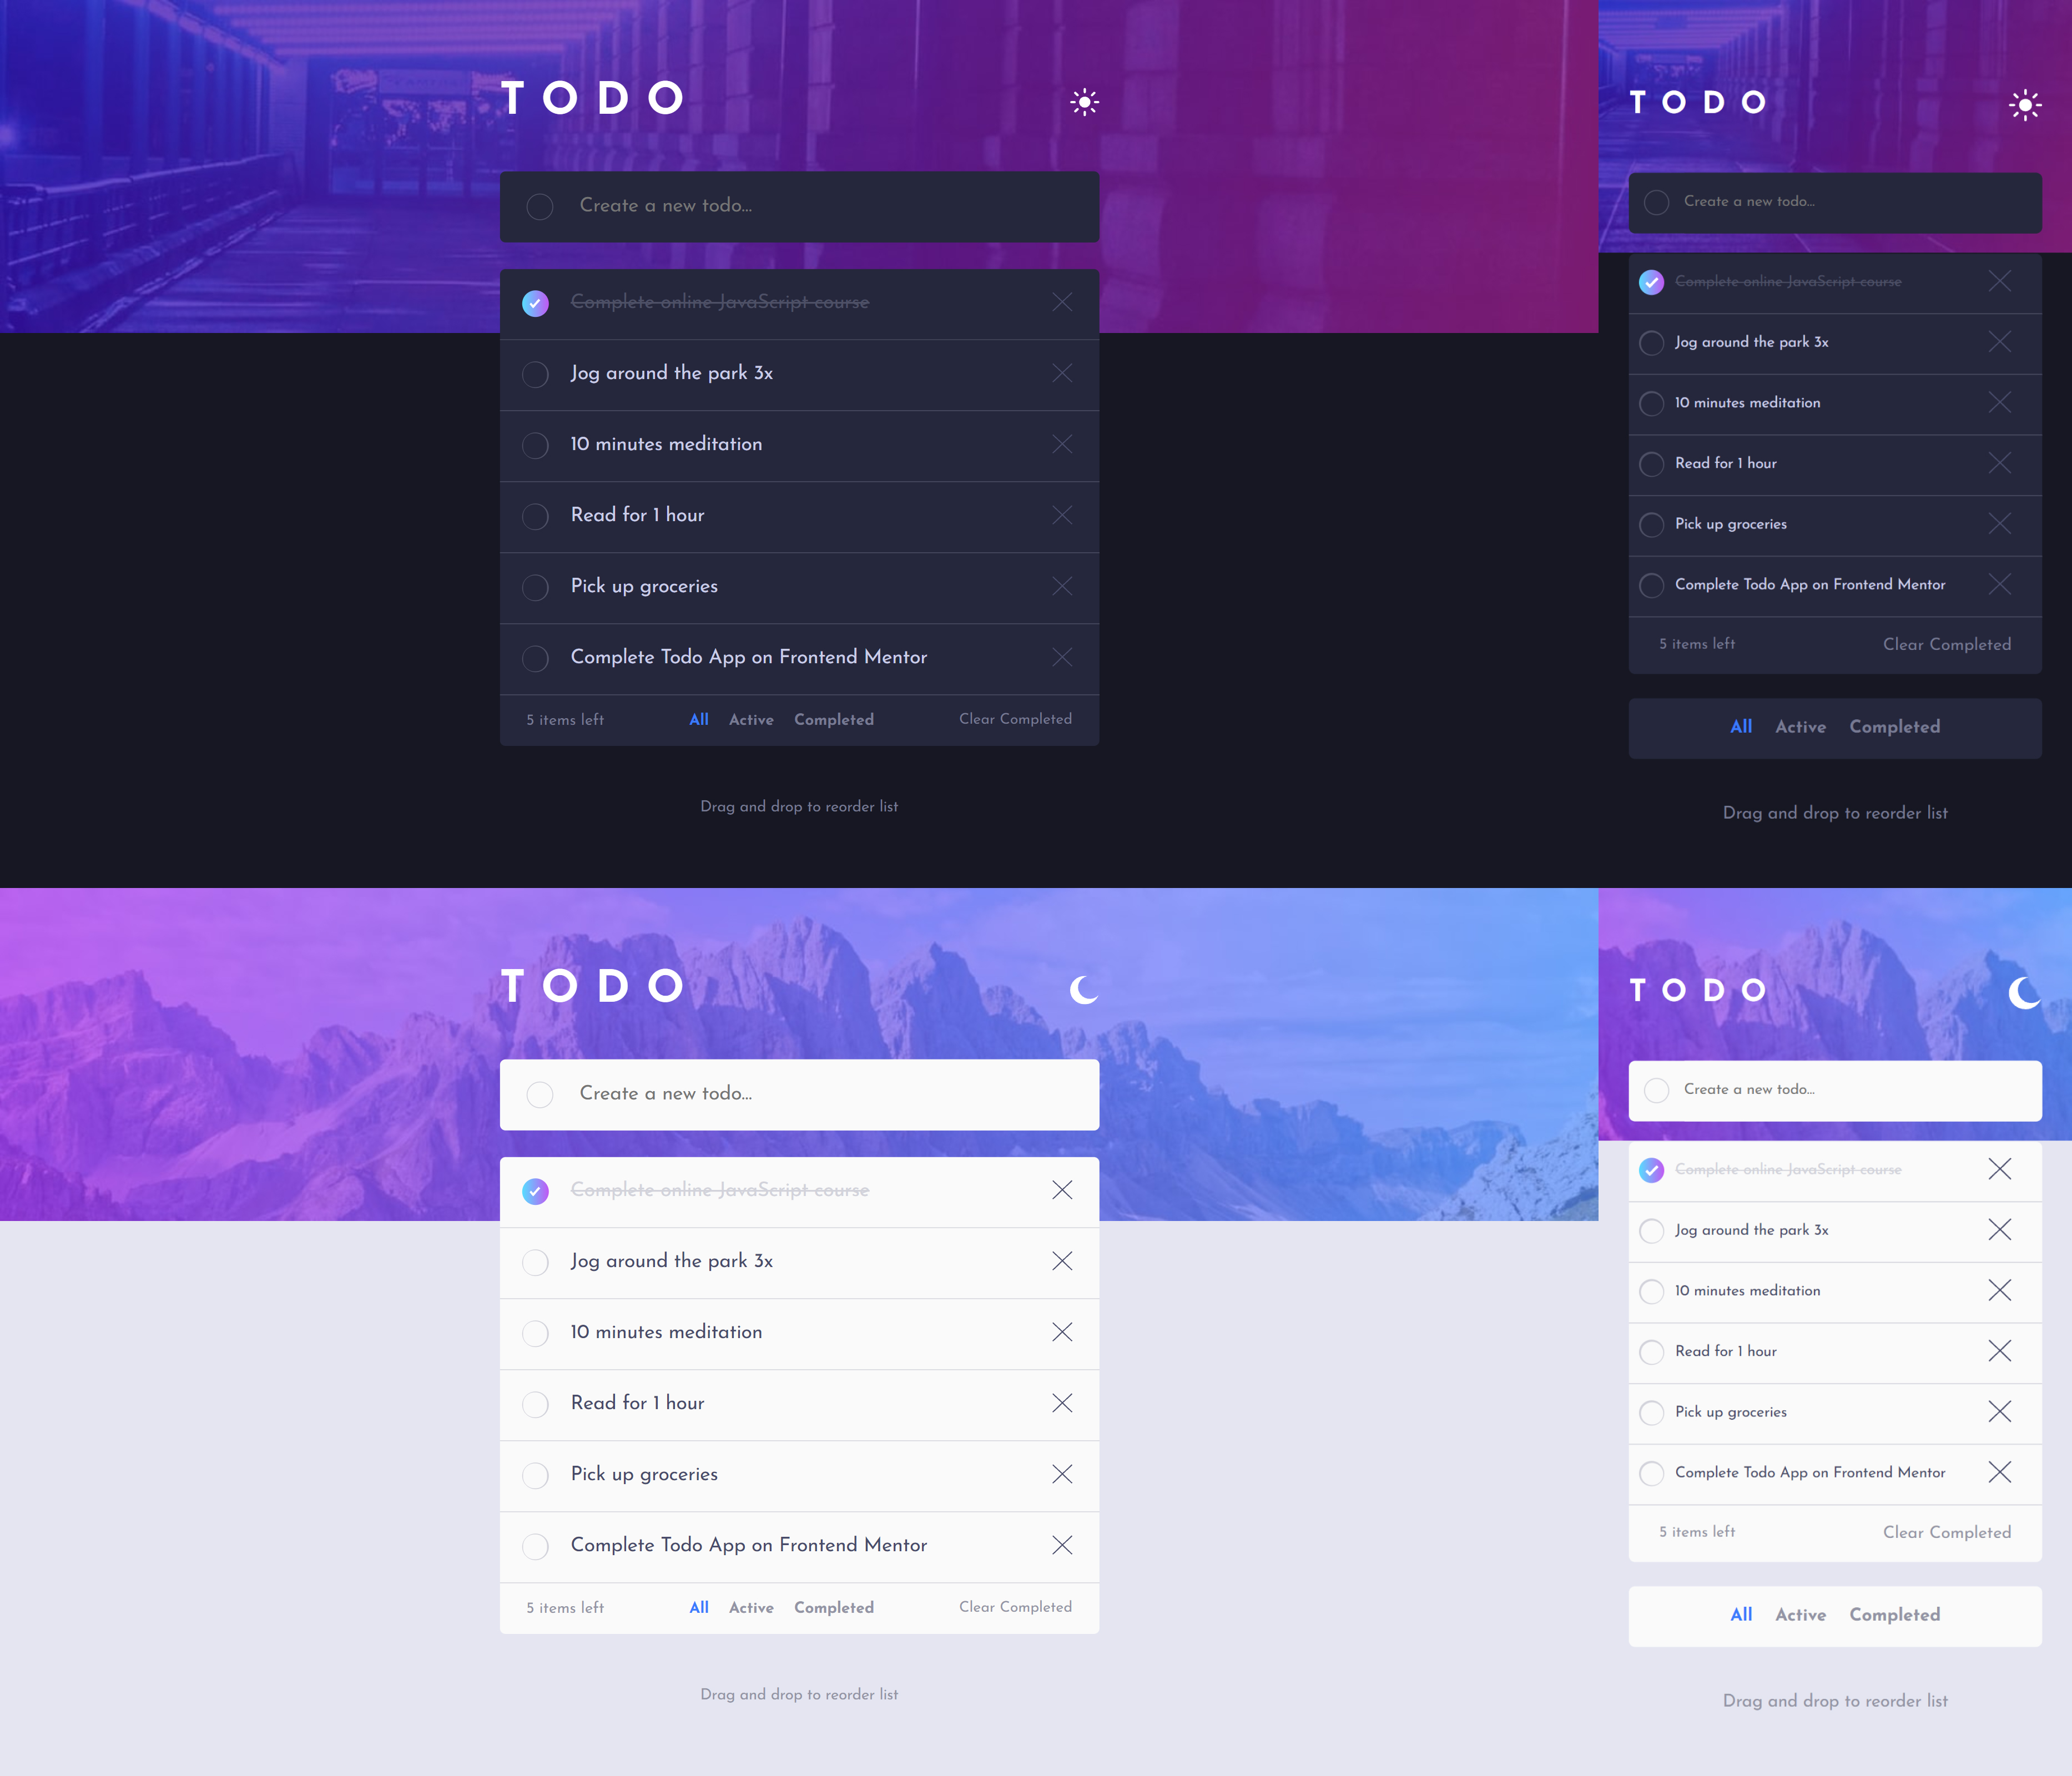 TODO
Create a new todo...
Complete online JavaScript course
Jog around the park 3x
10 minutes meditation
Read for 1 hour
Pick up groceries
Complete Todo App on Frontend Mentor
5 items left All Active Completed Clear Completed
Drag and drop to reorder list
TODO
Create a new todo...
Complete online JavaScript course
Jog around the park 3x
10 minutes meditation
Read for 1 hour
Pick up groceries
Complete Todo App on Frontend Mentor
5 items left Clear Completed
All Active Completed
Drag and drop to reorder list
TODO
Create a new todo...
Complete online JavaScript course
Jog around the park 3x
10 minutes meditation
Read for 1 hour
Pick up groceries
Complete Todo App on Frontend Mentor
5 items left All Active Completed Clear Completed
Drag and drop to reorder list
TODO
Create a new todo...
Complete online JavaScript course
Jog around the park 3x
10 minutes meditation
Read for 1 hour
Pick up groceries
Complete Todo App on Frontend Mentor
5 items left Clear Completed
All Active Completed
Drag and drop to reorder list